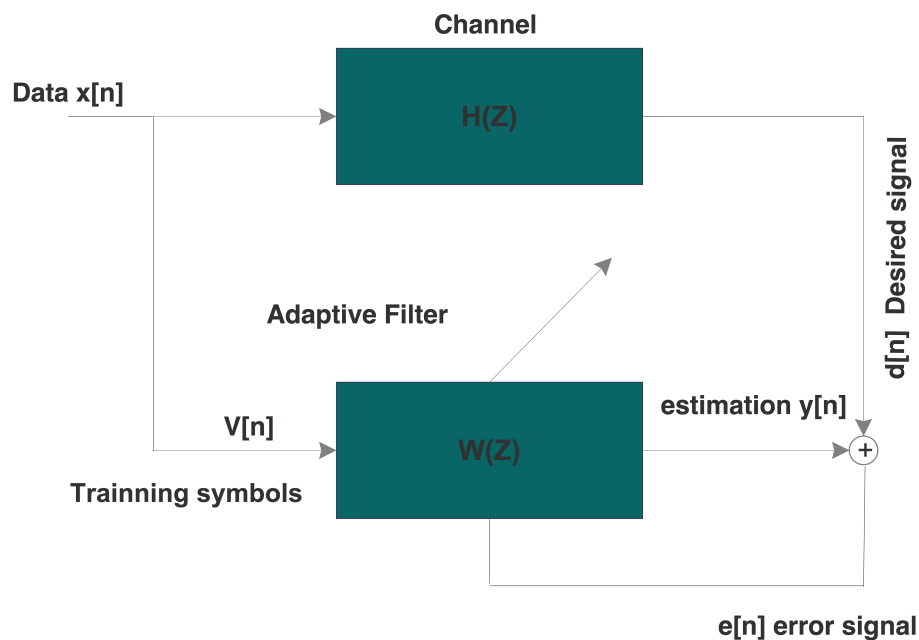 Channel
Data x[n]
H(Z)
d[n] Desired signal
Adaptive Filter
estimation y[n]
V[n]
W(Z)
+
Trainning symbols
e[n] error signal